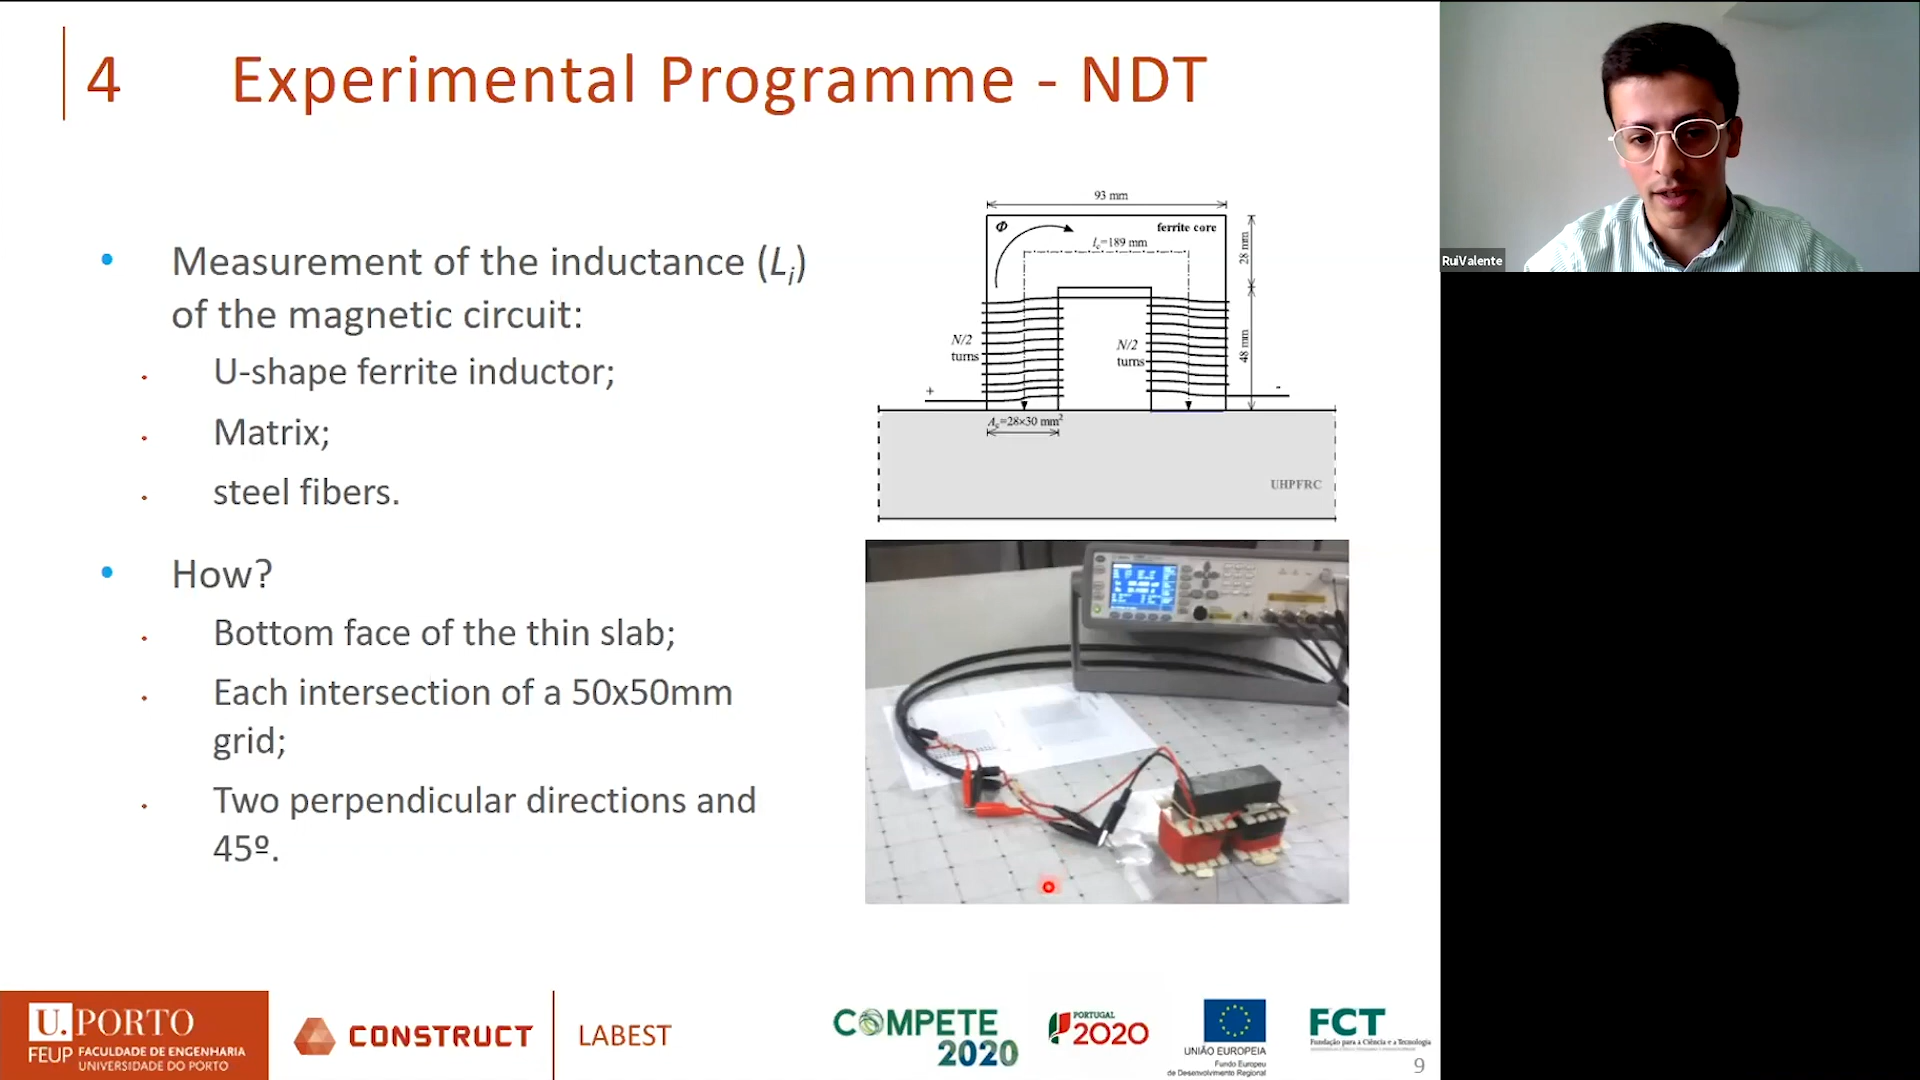 4 Experimental Programme - NDT
Measurement of the inductance (Li)
of the magnetic circuit:
U-shape ferrite inductor;
Matrix;
steel fibers.
How?
Bottom face of the thin slab;
Each intersection of a 50x50mm
grid;
Two perpendicular directions and
45º.
93 mm
Φ
ferrite core
lc=189 mm
28 mm
N/2
turns
N/2
turns
48 mm
+
-
Ac=28×30 mm²
UHPFRC
RuiValente
U.PORTO
FEUP FACULDADE DE ENGENHARIA
UNIVERSIDADE DO PORTO
CONSTRUCT
LABEST
COMPETE
2020
PORTUGAL
2020
UNIÃO EUROPEIA
Fundo Europeu
de Desenvolvimento Regional
FCT
Fundação para a Ciência e a Tecnologia
9